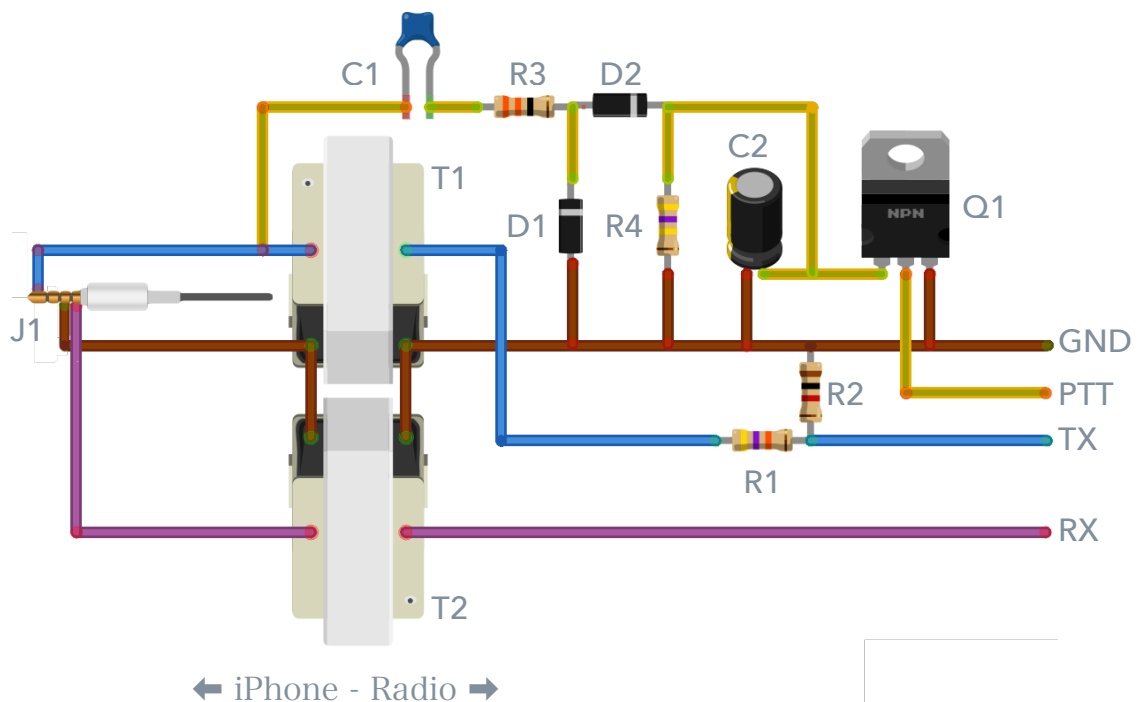 C1
R3
D2
T1
C2
NPN
Q1
D1
R4
J1
GND
R2
PTT
TX
R1
RX
T2
🡄 iPhone - Radio 🡆